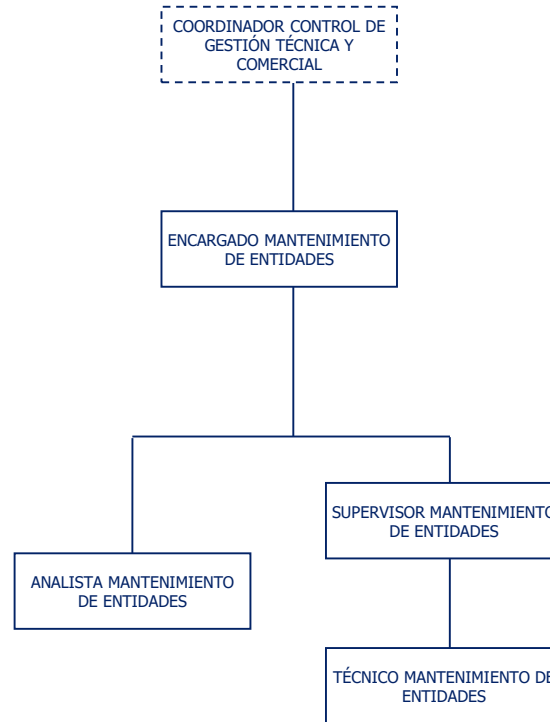 COORDINADOR CONTROL DE
GESTIÓN TÉCNICA Y
COMERCIAL
ENCARGADO MANTENIMIENTO
DE ENTIDADES
SUPERVISOR MANTENIMIENTO
DE ENTIDADES
ANALISTA MANTENIMIENTO
DE ENTIDADES
TÉCNICO MANTENIMIENTO DE
ENTIDADES